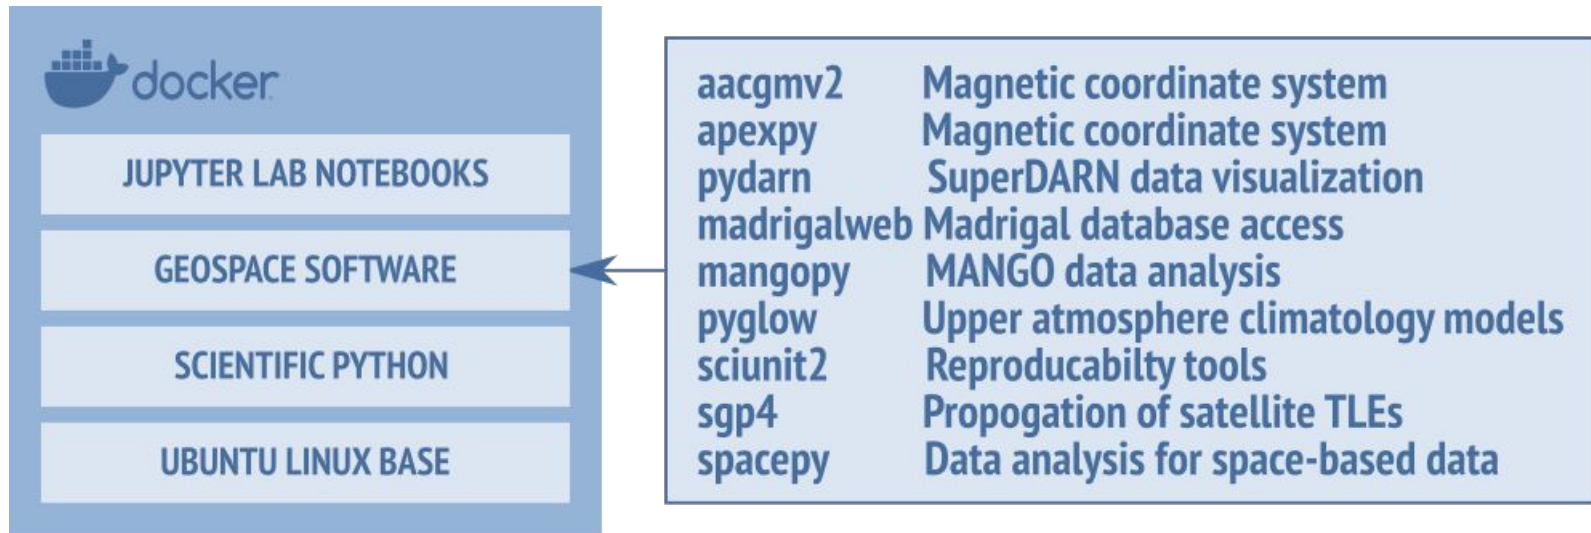 docker
JUPYTER LAB NOTEBOOKS
GEOSPACE SOFTWARE
SCIENTIFIC PYTHON
UBUNTU LINUX BASE
aacgmv2 Magnetic coordinate system
apexpy Magnetic coordinate system
pydarn SuperDARN data visualization
madrigalweb Madrigal database access
mangopy MANGO data analysis
pyglow Upper atmosphere climatology models
sciunit2 Reproducabilty tools
sgp4 Propogation of satellite TLEs
spacepy Data analysis for space-based data